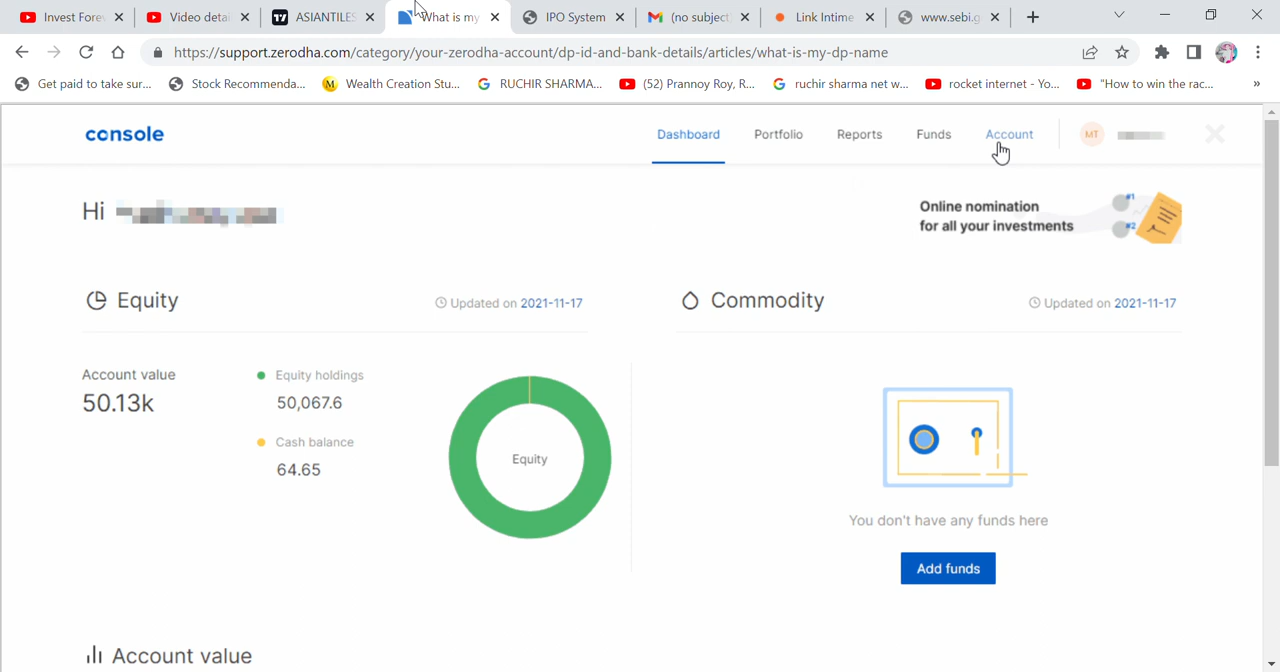 Invest Fore
Video detai
ASIANTILES
What is my
IPO System
(no subject
Link Intime
www.sebi.g
https://support.zerodha.com/category/your-zerodha-account/dp-id-and-bank-details/articles/what-is-my-dp-name
Get paid to take sur...
Stock Recommenda...
M
Wealth Creation Stu...
RUCHIR SHARMA...
(52) Prannoy Roy, R...
ruchir sharma net w...
rocket internet - Yo...
"How to win the rac...
»
console
Dashboard
Portfolio
Reports
Funds
Account
MT
Hi
Online nomination
for all your investments
#1
#2
Equity
Updated on 2021-11-17
Commodity
Updated on 2021-11-17
Account value
50.13k
Equity holdings
50,067.6
Cash balance
64.65
Equity
You don't have any funds here
Add funds
Account value